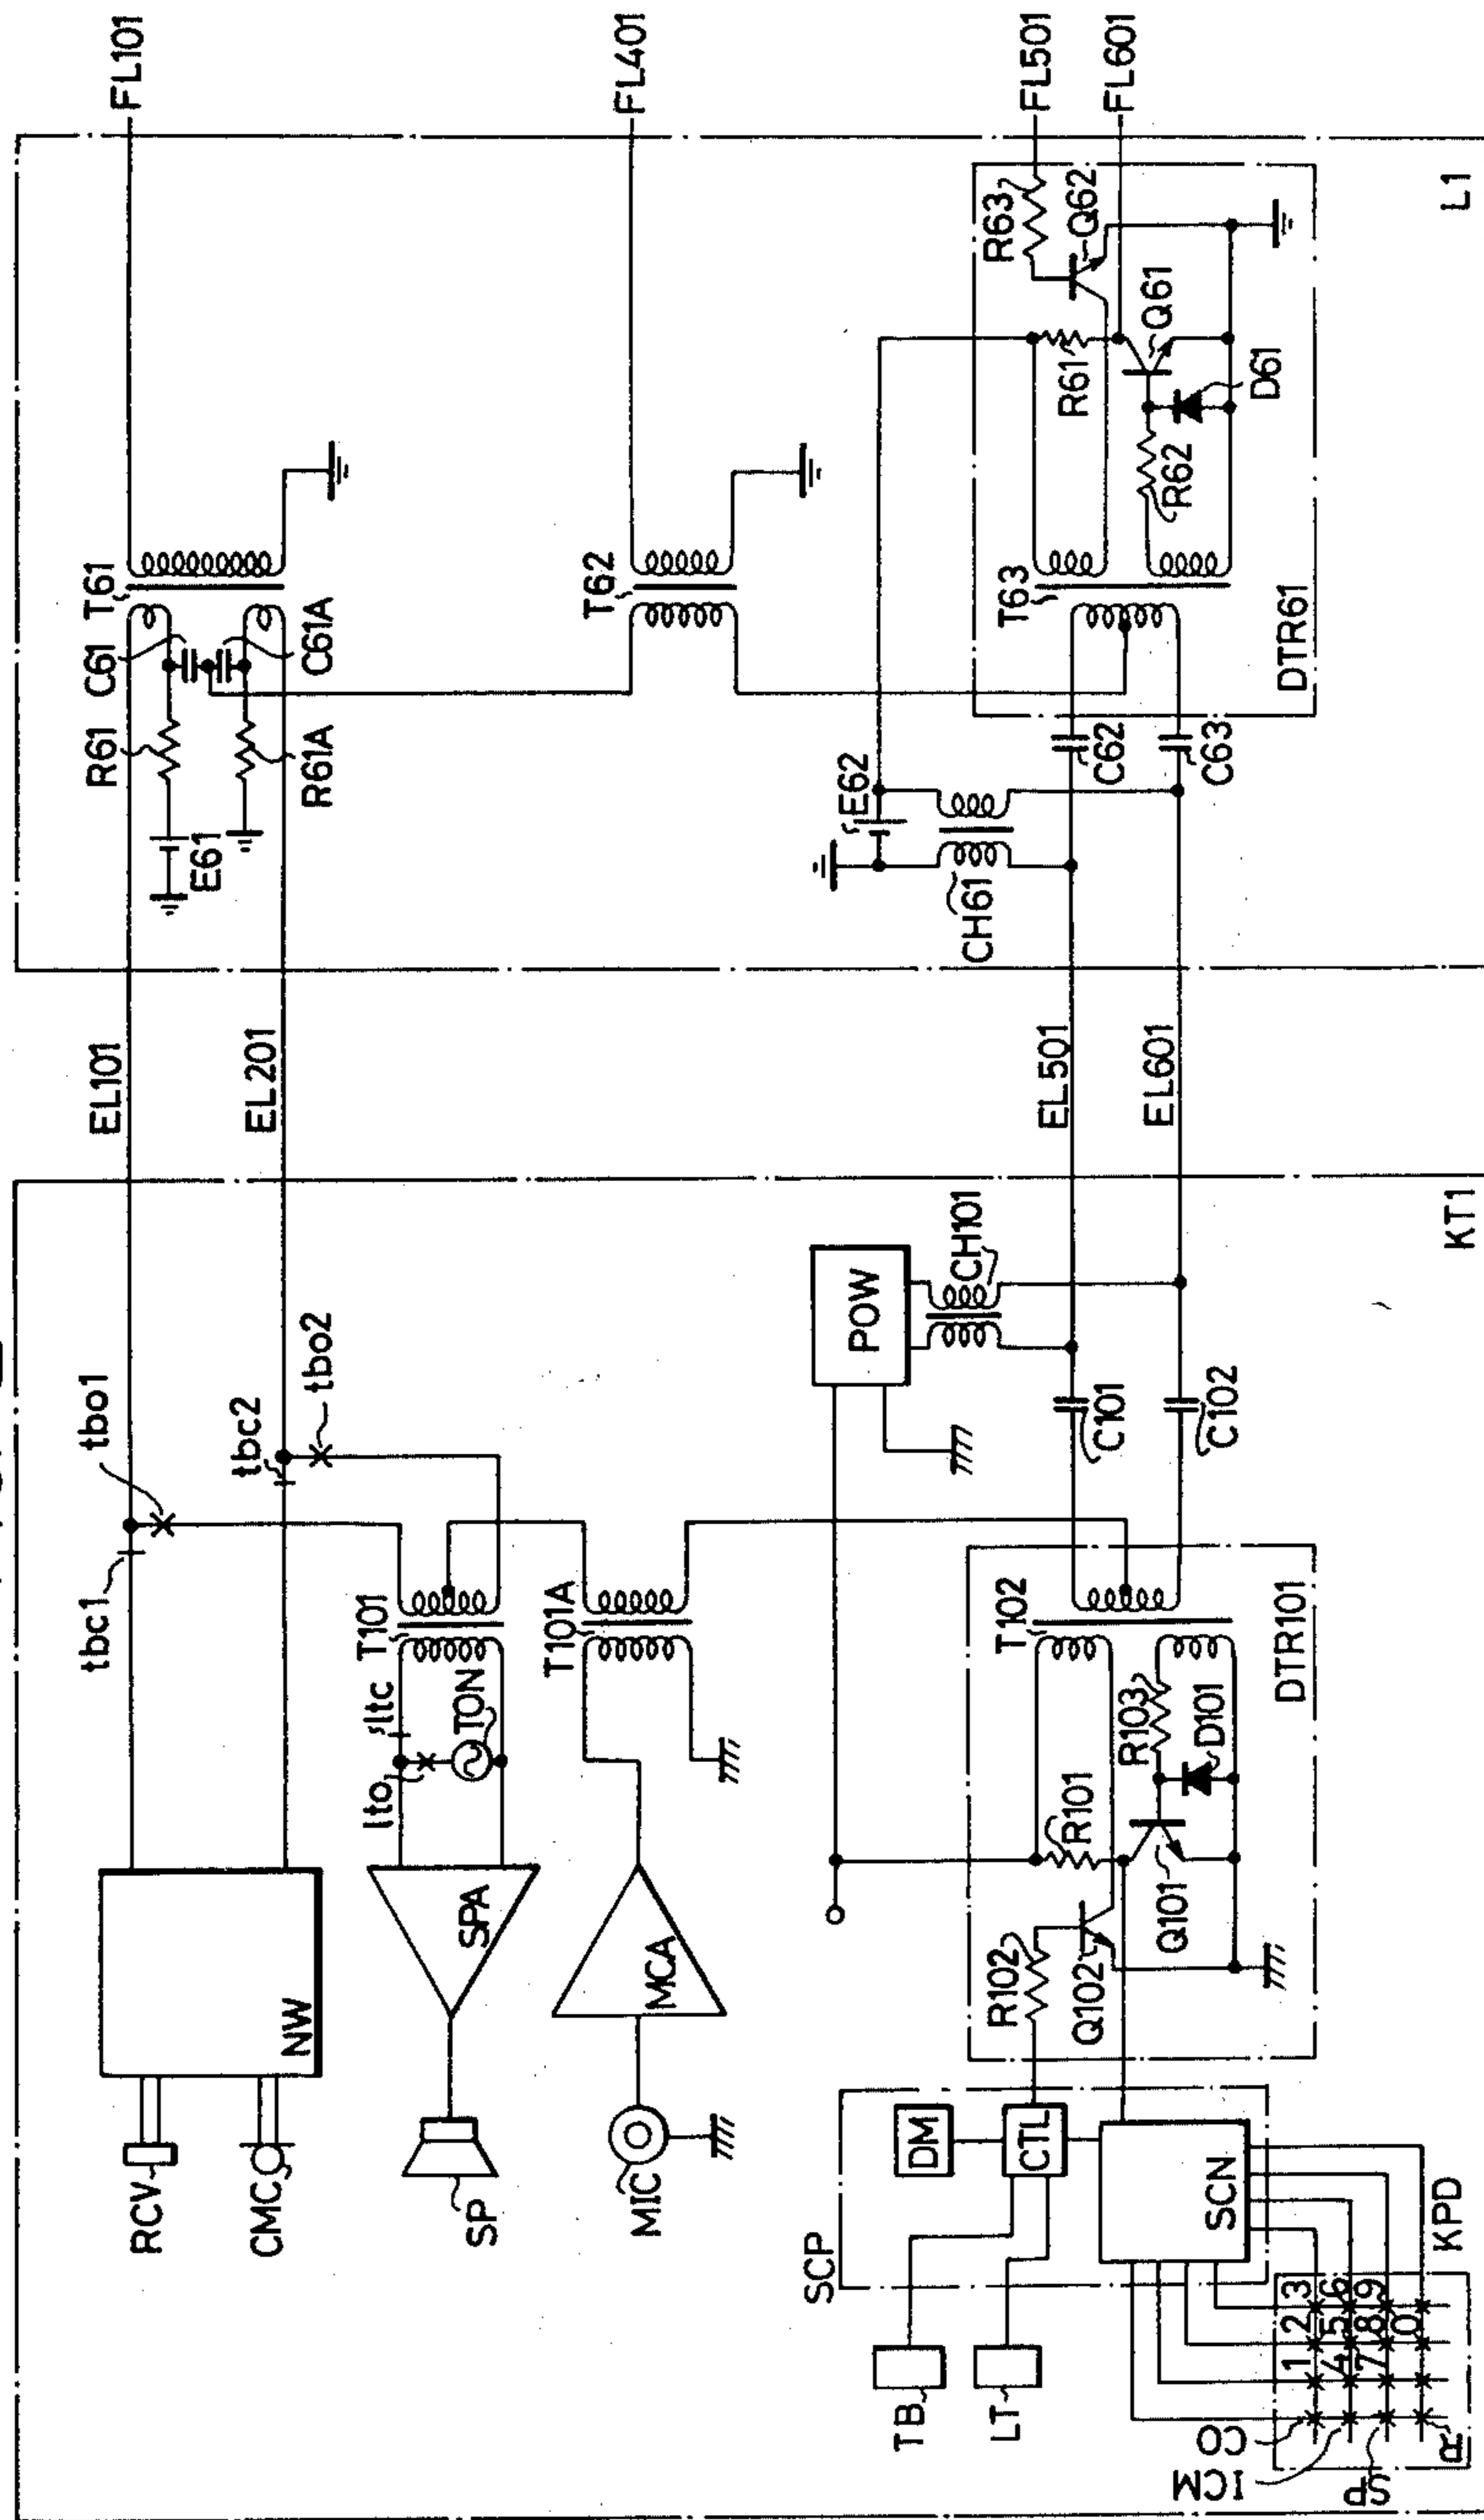 FL101
FL401
FL501
FL601
L1
T61
C61
C61A
R61
R61A
E61
T62
R63
Q62
R61
Q61
D61
R62
T63
DTR61
C62
C63
E62
CH61
EL101
EL201
EL501
EL601
KT1
tbo1
tbc1
tbo2
tbc2
POW
CH101
C101
C102
T101
ltc
lto
TON
T101A
SPA
MCA
NW
RCV
CMC
SP
MIC
T102
DTR101
R103
D101
R101
Q101
R102
Q102
SCP
DM
CTL
SCN
TB
LT
KPD
1 2 3
4 5 6
7 8 9
0
CO
ICM
SP
R